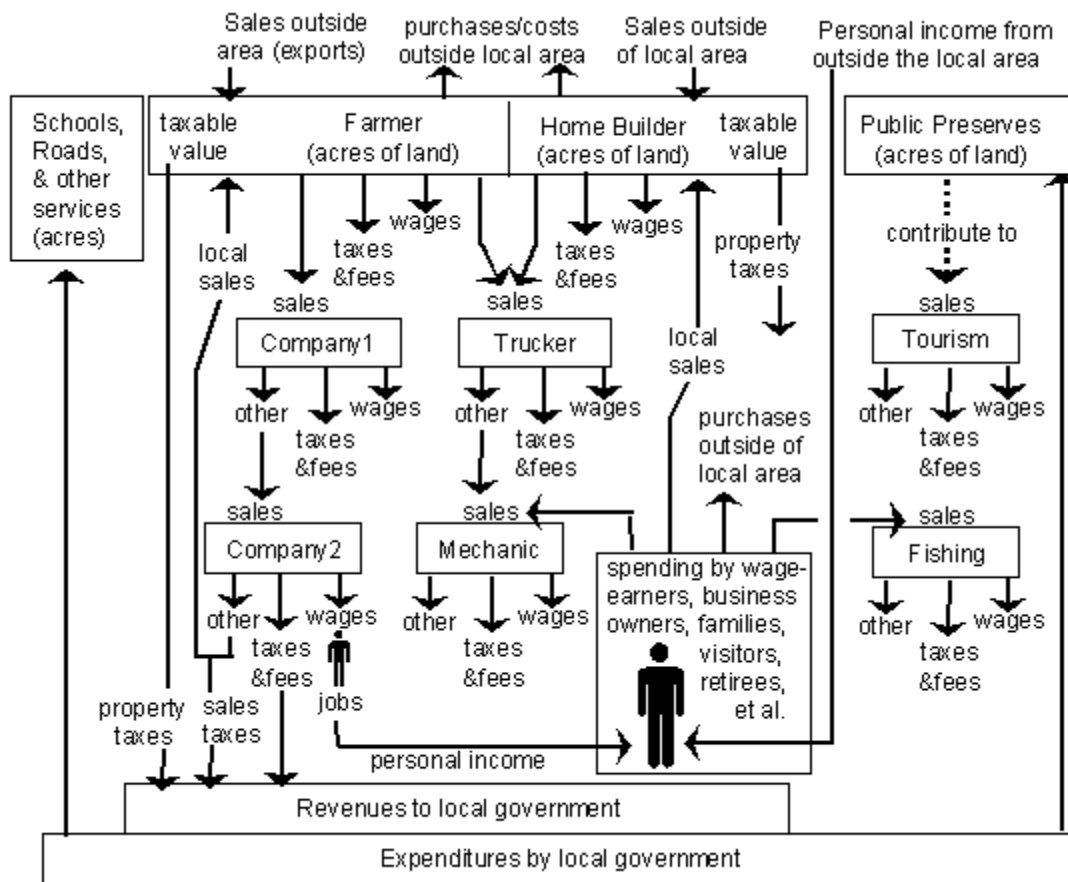 Sales outside
area (exports)
purchases/costs
outside local area
Sales outside
of local area
Personal income from
outside the local area
Schools,
Roads,
& other
services
(acres)
taxable
value
Farmer
(acres of land)
Home Builder
(acres of land)
taxable
value
Public Preserves
(acres of land)
local
sales
taxes
&fees
wages
taxes
&fees
wages
property
taxes
contribute to
sales
sales
sales
Company1
Trucker
local
sales
Tourism
other
taxes
&fees
wages
other
taxes
&fees
wages
purchases
outside of
local area
other
taxes
&fees
wages
sales
sales
sales
Company2
Mechanic
spending by wage-
earners, business
owners, families,
visitors,
retirees,
et al.
Fishing
other
taxes
&fees
wages
other
taxes
&fees
wages
other
taxes
&fees
wages
jobs
property
taxes
sales
taxes
personal income
Revenues to local government
Expenditures by local government